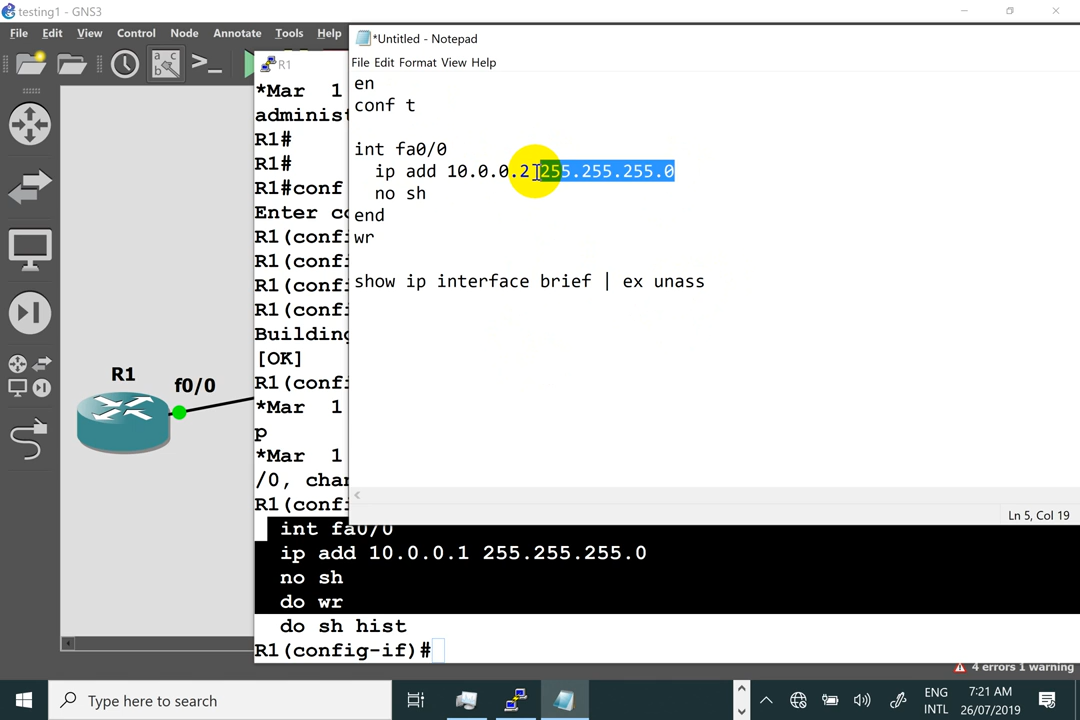 testing1 - GNS3
File Edit View Control Node Annotate Tools Help
R1
*Mar 1
administ
R1#
R1#
R1#conf
Enter co
R1(confi
R1(confi
R1(confi
R1(confi
Building
[OK]
R1(confi
*Mar 1
p
*Mar 1
/0, chan
R1(confi
int fa0/0
ip add 10.0.0.1 255.255.255.0
no sh
do wr
do sh hist
R1(config-if)#
*Untitled - Notepad
File Edit Format View Help
en
conf t
int fa0/0
ip add 10.0.0.2 255.255.255.0
no sh
end
wr
show ip interface brief | ex unass
Ln 5, Col 19
R1
f0/0
4 errors 1 warning
Type here to search
ENG
INTL
7:21 AM
26/07/2019